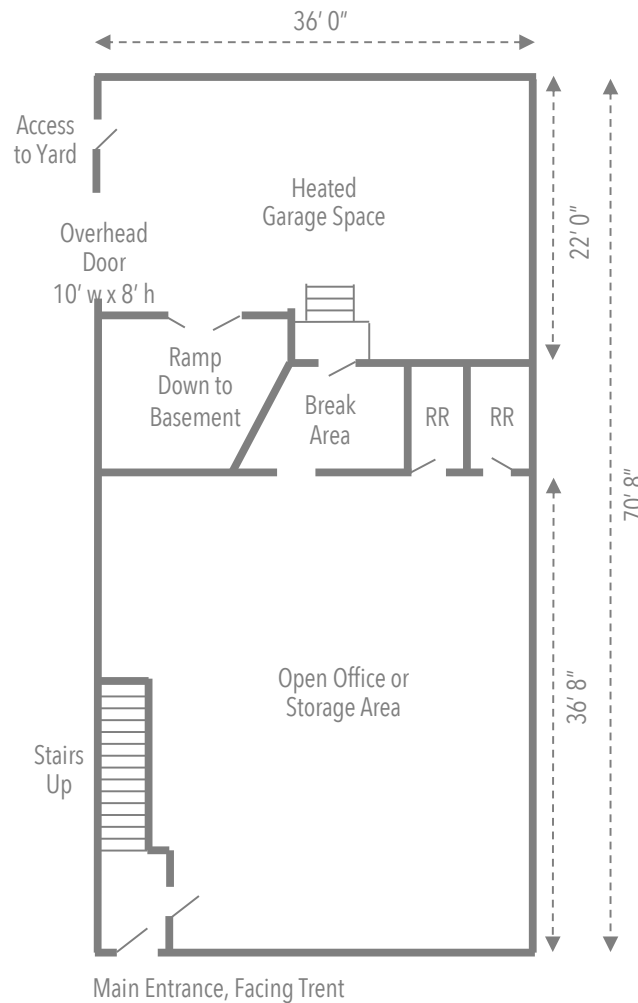 36' 0"
Access
to Yard
Heated
Garage Space
22' 0"
Overhead
Door
10' w x 8' h
Ramp
Down to
Basement
Break
Area
RR
RR
70' 8"
Open Office or
Storage Area
36' 8"
Stairs
Up
Main Entrance, Facing Trent